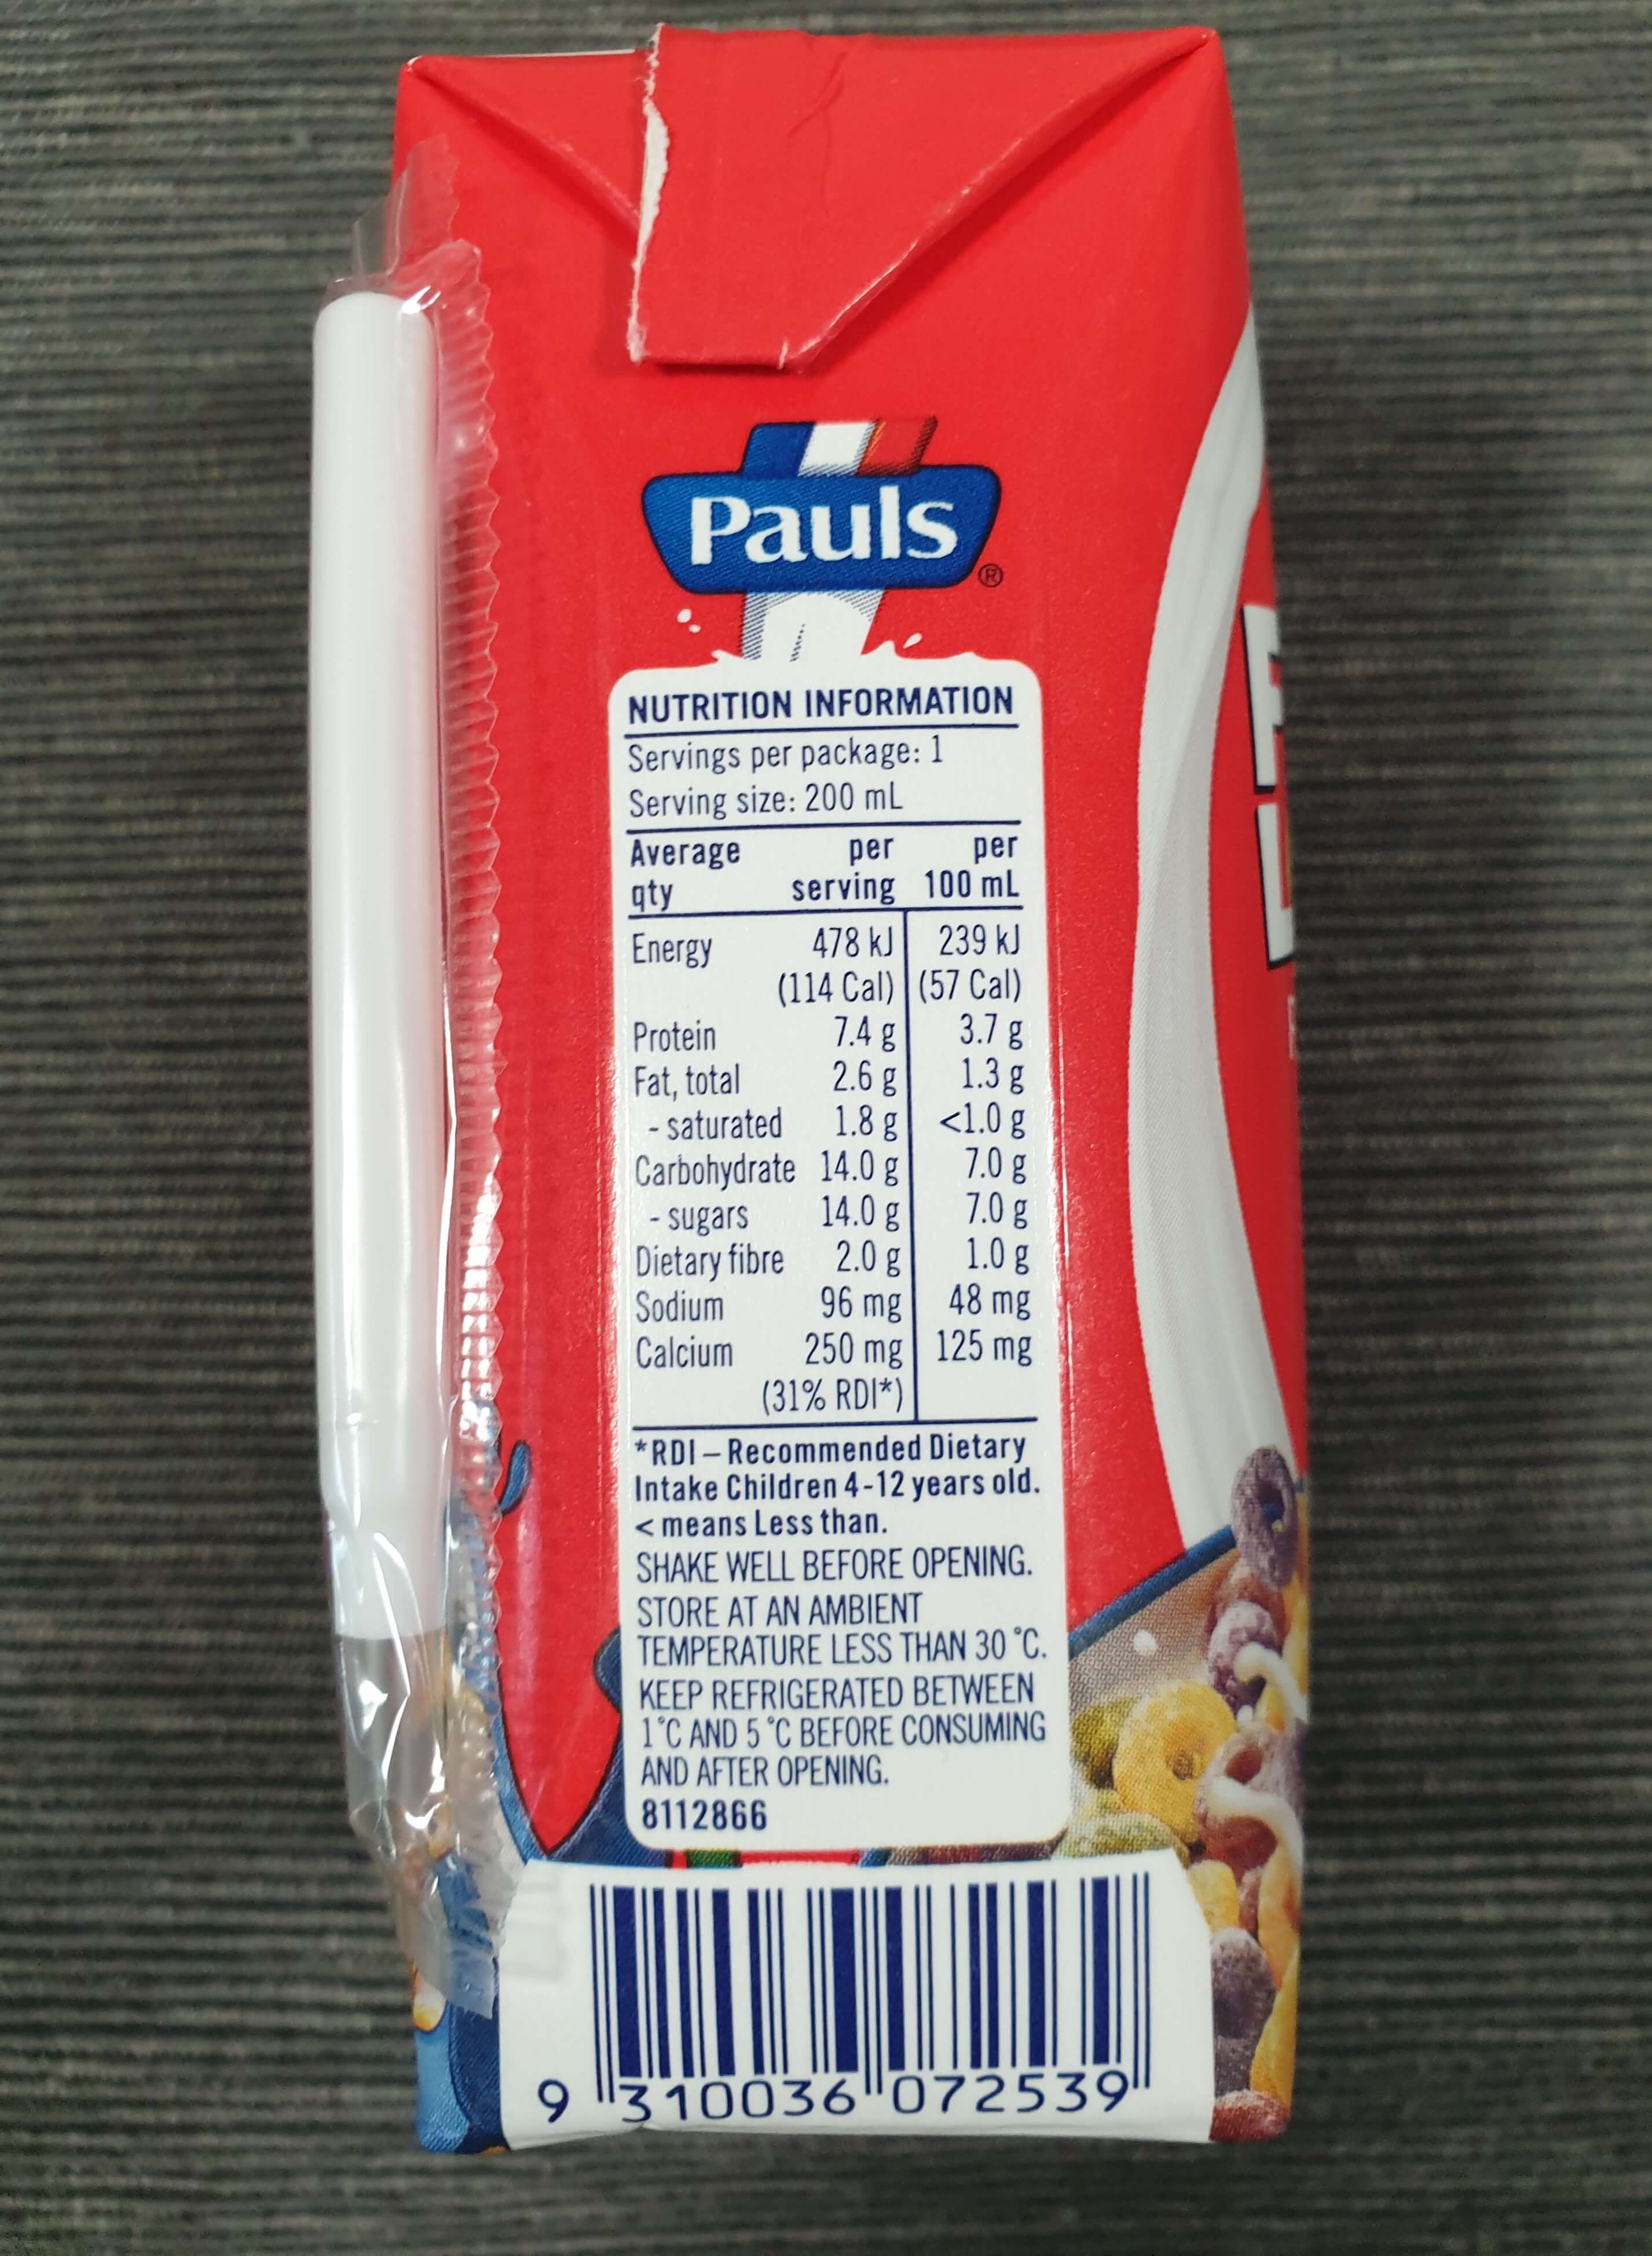 Pauls
®
NUTRITION INFORMATION
Servings per package: 1
Serving size: 200 mL
Average per per
qty serving 100 mL
Energy 478 kJ 239 kJ
(114 Cal) (57 Cal)
Protein 7.4 g 3.7 g
Fat, total 2.6 g 1.3 g
- saturated 1.8 g <1.0 g
Carbohydrate 14.0 g 7.0 g
- sugars 14.0 g 7.0 g
Dietary fibre 2.0 g 1.0 g
Sodium 96 mg 48 mg
Calcium 250 mg 125 mg
(31% RDI*)
*RDI – Recommended Dietary
Intake Children 4-12 years old.
< means Less than.
SHAKE WELL BEFORE OPENING.
STORE AT AN AMBIENT
TEMPERATURE LESS THAN 30 °C.
KEEP REFRIGERATED BETWEEN
1°C AND 5 °C BEFORE CONSUMING
AND AFTER OPENING.
8112866
9 310036 072539